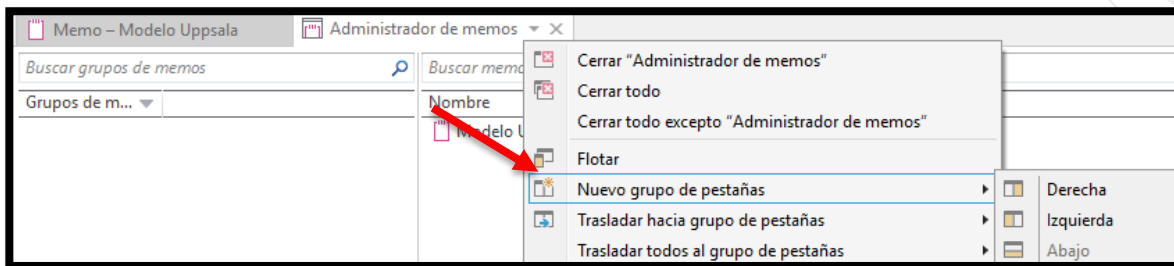 Memo – Modelo Uppsala
Administrador de memos
Buscar grupos de memos
Buscar memo
Grupos de m...
Nombre
Modelo U
Cerrar "Administrador de memos"
Cerrar todo
Cerrar todo excepto "Administrador de memos"
Flotar
Nuevo grupo de pestañas
Trasladar hacia grupo de pestañas
Trasladar todos al grupo de pestañas
Derecha
Izquierda
Abajo